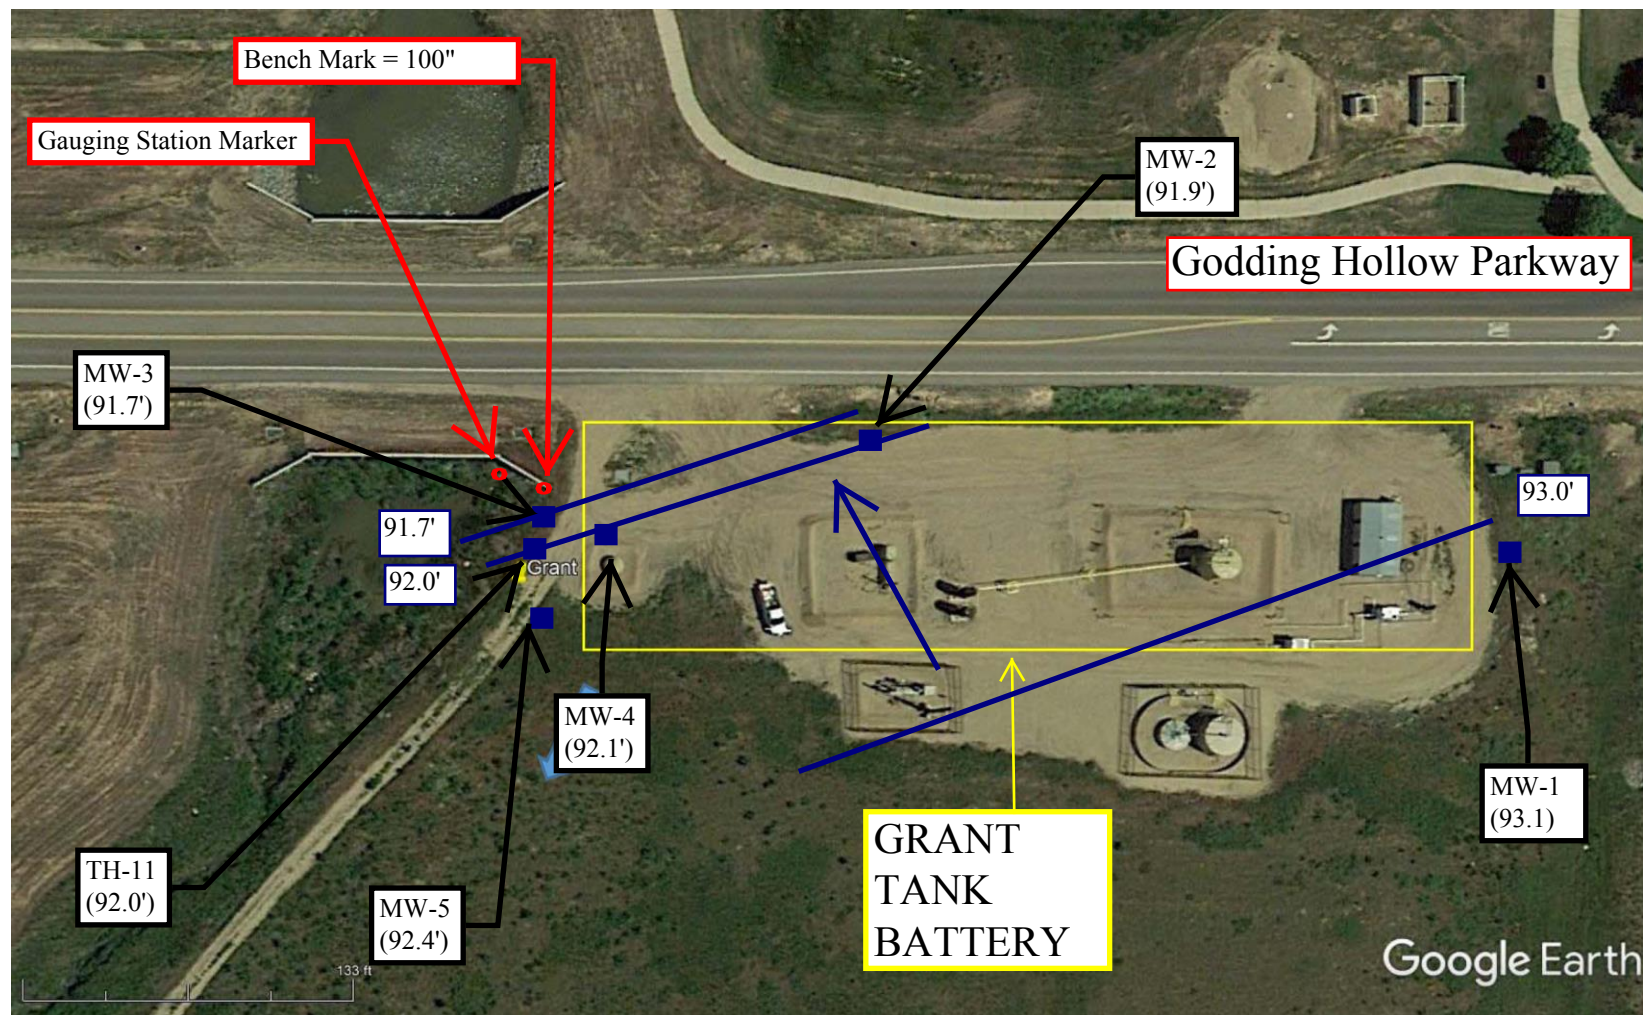 Bench Mark = 100"
Gauging Station Marker
MW-2
(91.9')
Godding Hollow Parkway
MW-3
(91.7')
93.0'
91.7'
92.0'
Grant
MW-4
(92.1')
MW-1
(93.1)
GRANT
TANK
BATTERY
TH-11
(92.0')
MW-5
(92.4')
133 ft
Google Earth